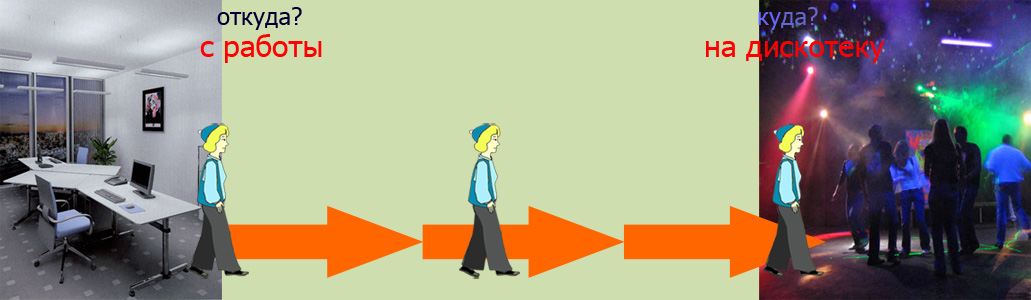 откуда?
с работы
куда?
на дискотеку